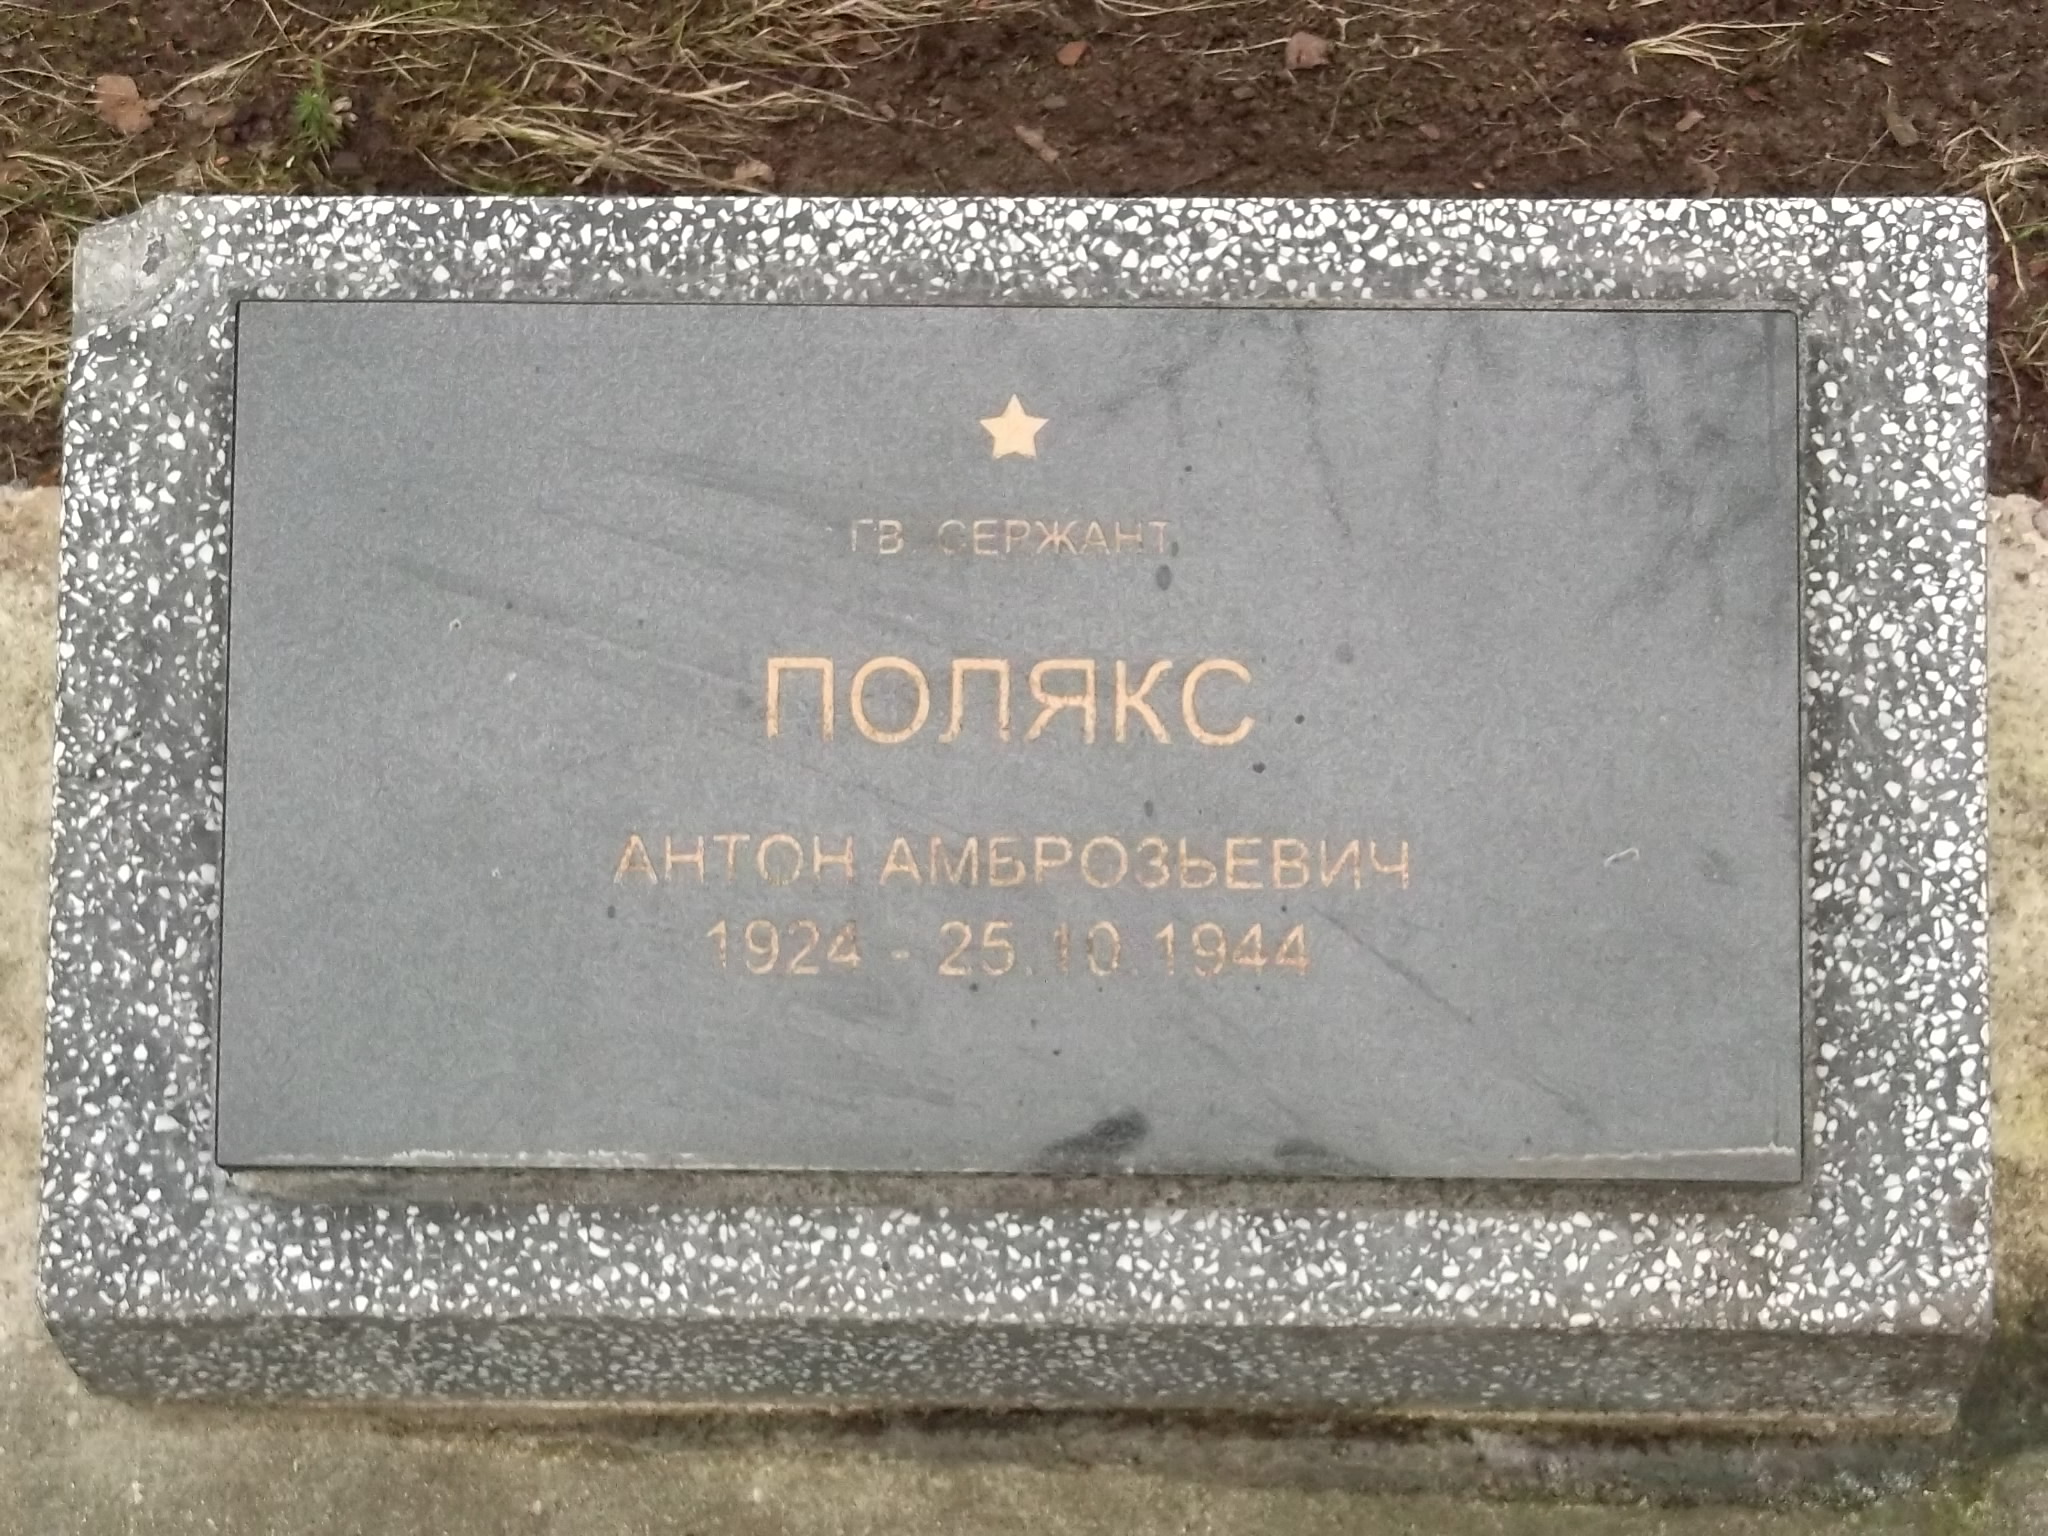 ГВ. СЕРЖАНТ
ПОЛЯКС
АНТОН АМБРОЗЬЕВИЧ
1924 - 25.10.1944